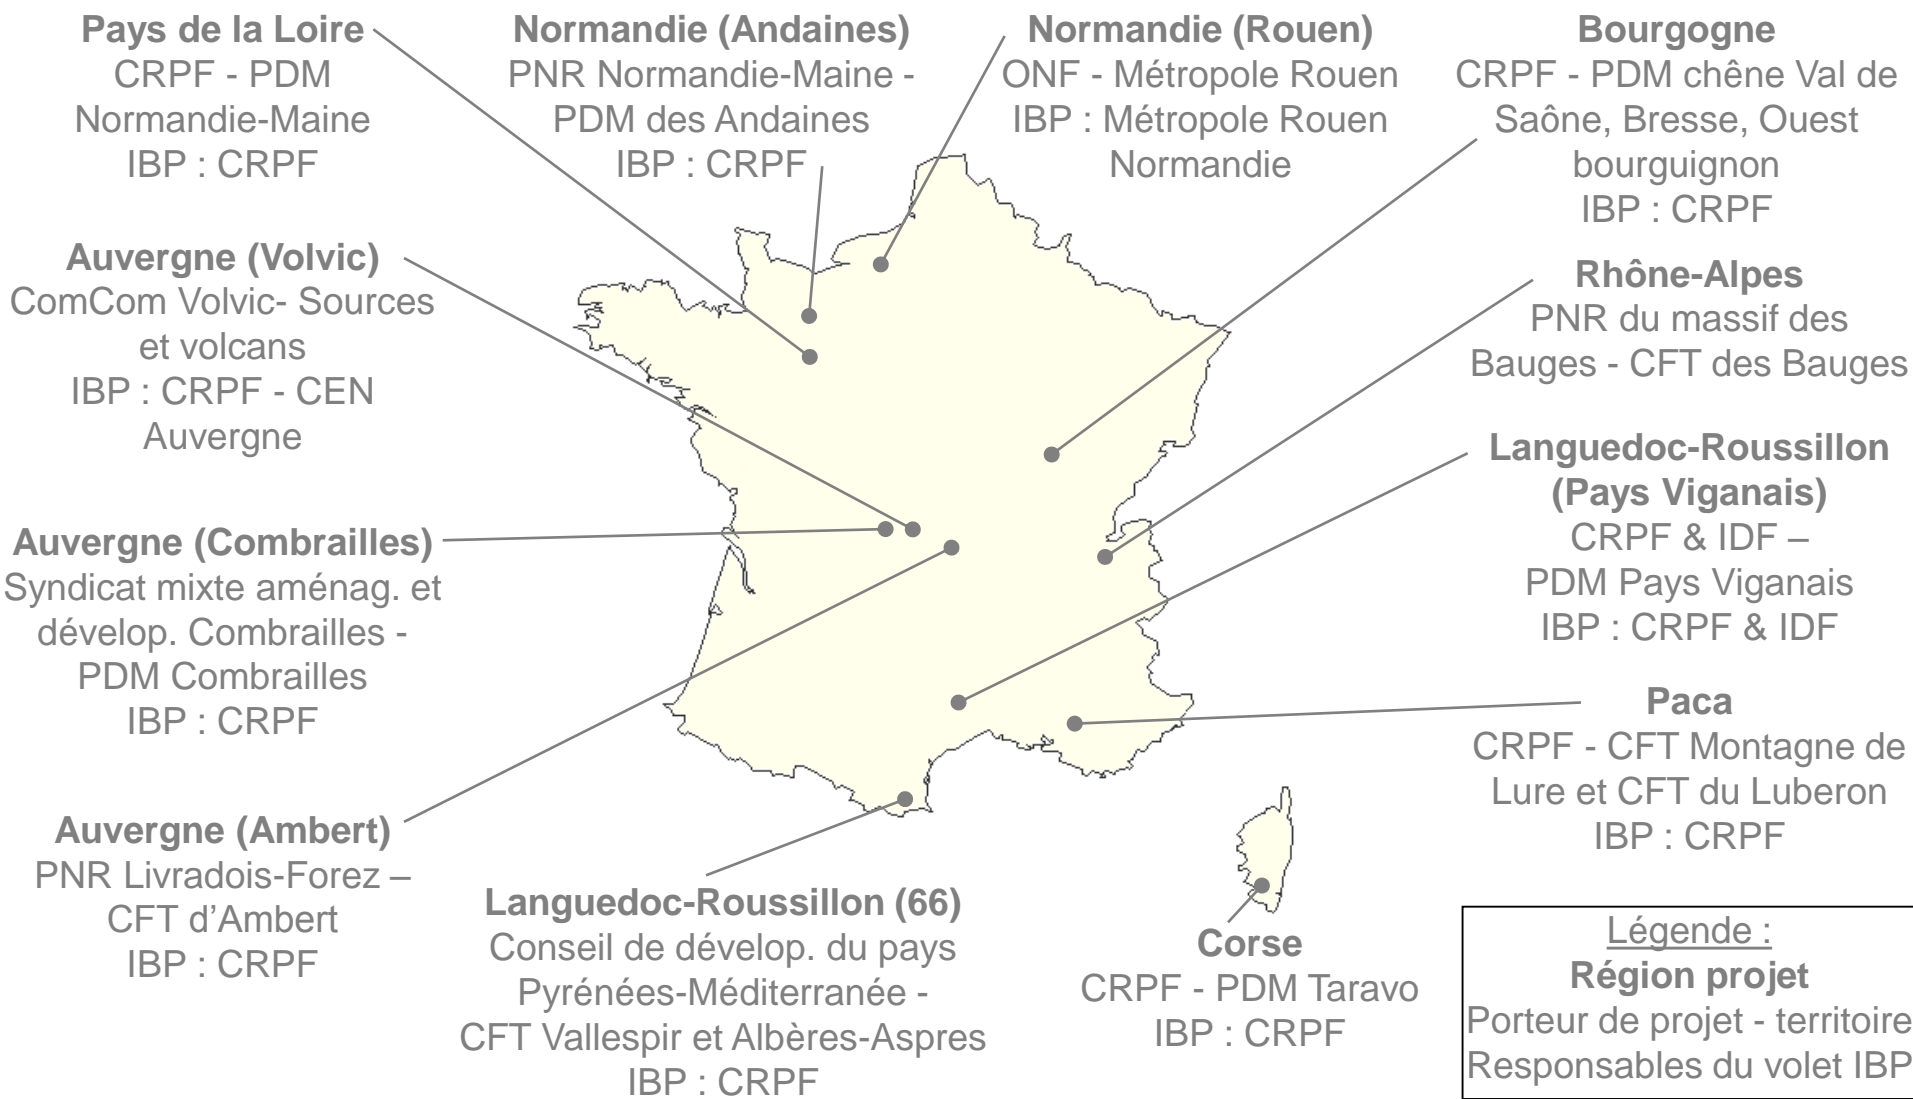 Pays de la Loire
CRPF - PDM
Normandie-Maine
IBP : CRPF
Normandie (Andaines)
PNR Normandie-Maine -
PDM des Andaines
IBP : CRPF
Normandie (Rouen)
ONF - Métropole Rouen
IBP : Métropole Rouen
Normandie
Bourgogne
CRPF - PDM chêne Val de
Saône, Bresse, Ouest
bourguignon
IBP : CRPF
Auvergne (Volvic)
ComCom Volvic- Sources
et volcans
IBP : CRPF - CEN
Auvergne
Rhône-Alpes
PNR du massif des
Bauges - CFT des Bauges
Languedoc-Roussillon
(Pays Viganais)
CRPF & IDF –
PDM Pays Viganais
IBP : CRPF & IDF
Auvergne (Combrailles)
Syndicat mixte aménag. et
dévelop. Combrailles -
PDM Combrailles
IBP : CRPF
Paca
CRPF - CFT Montagne de
Lure et CFT du Luberon
IBP : CRPF
Auvergne (Ambert)
PNR Livradois-Forez –
CFT d’Ambert
IBP : CRPF
Languedoc-Roussillon (66)
Conseil de dévelop. du pays
Pyrénées-Méditerranée -
CFT Vallespir et Albères-Aspres
IBP : CRPF
Corse
CRPF - PDM Taravo
IBP : CRPF
Légende :
Région projet
Porteur de projet - territoire
Responsables du volet IBP